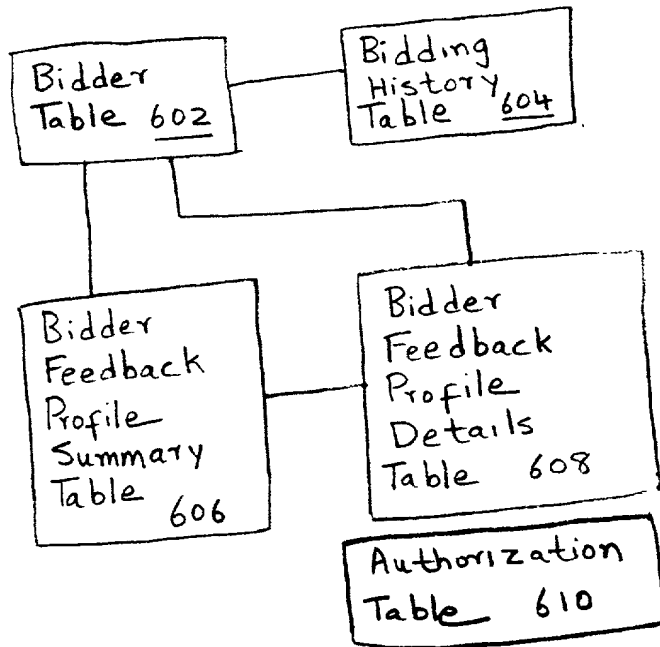 Bidder
Table 602
Bidding
History
Table 604
Bidder
Feedback
Profile
Summary
Table
606
Bidder
Feedback
Profile
Details
Table 608
Authorization
Table 610